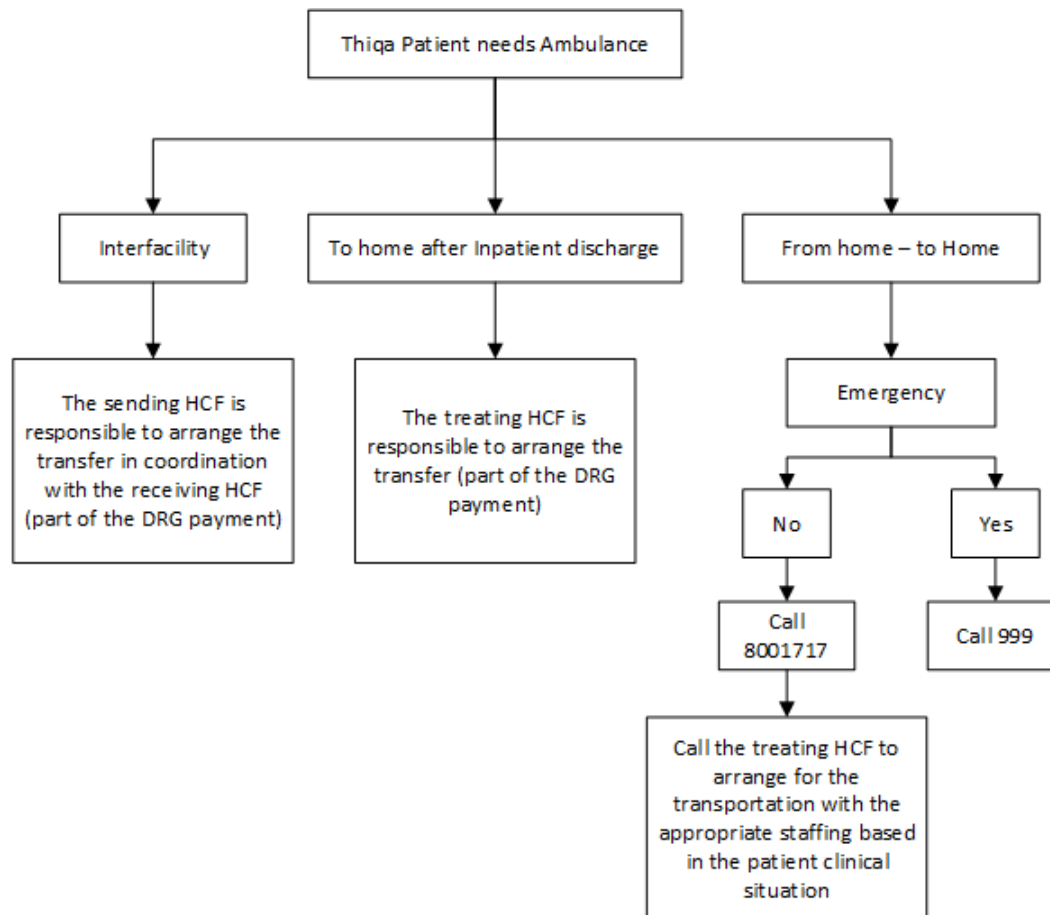 Thiqa Patient needs Ambulance
Interfacility
To home after Inpatient discharge
From home – to Home
The sending HCF is
responsible to arrange the
transfer in coordination
with the receiving HCF
(part of the DRG payment)
The treating HCF is
responsible to arrange the
transfer (part of the DRG
payment)
Emergency
No
Yes
Call
8001717
Call 999
Call the treating HCF to
arrange for the
transportation with the
appropriate staffing based
in the patient clinical
situation